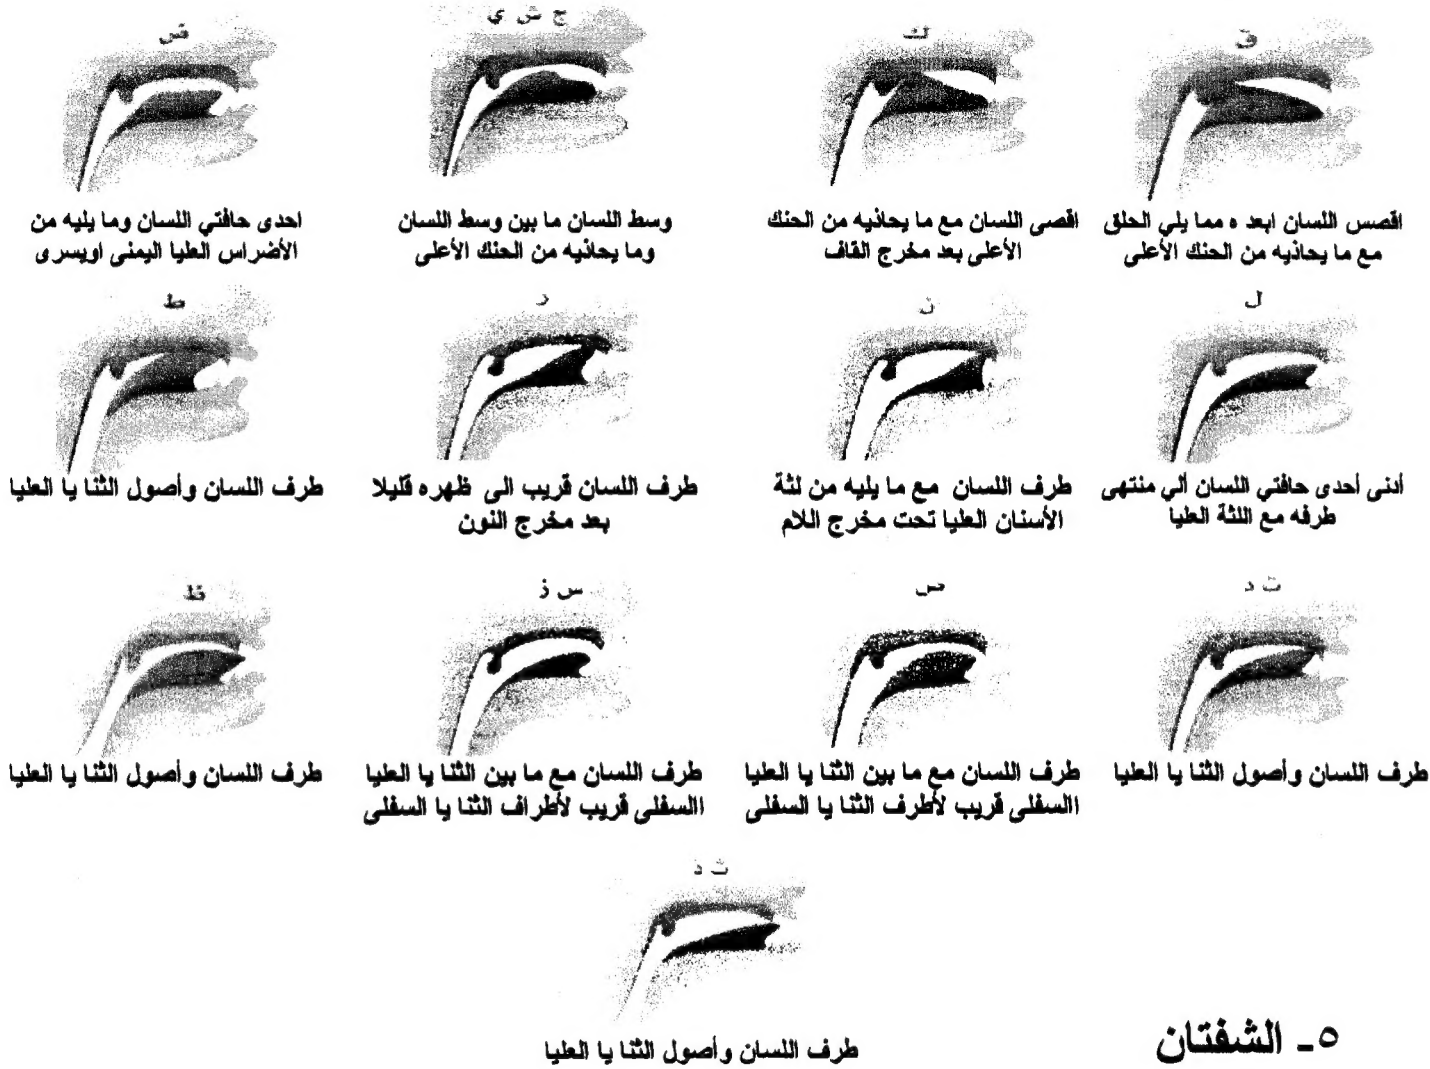 ق
اقصس اللسان ابعد ه مما يلي الحلق
مع ما يحاذيه من الحنك الأعلى
ك
اقصى اللسان مع ما يحاذيه من الحنك
الأعلى بعد مخرج القاف
ج ش ي
وسط اللسان ما بين وسط اللسان
وما يحاذيه من الحنك الأعلى
ض
احدى حافتي اللسان وما يليه من
الأضراس العليا اليمنى اويسرى
ل
أدنى أحدى حافتي اللسان ألي منتهى
طرفه مع اللثة العليا
ن
طرف اللسان مع ما يليه من لثة
الأسنان العليا تحت مخرج اللام
ر
طرف اللسان قريب الى ظهره قليلا
بعد مخرج النون
ط
طرف اللسان وأصول الثنا يا العليا
ت د
طرف اللسان وأصول الثنا يا العليا
ص
طرف اللسان مع ما بين الثنا يا العليا
االسفلى قريب لأطرف الثنا يا السفلى
س ز
طرف اللسان مع ما بين الثنا يا العليا
االسفلى قريب لأطراف الثنا يا السفلى
ظ
طرف اللسان وأصول الثنا يا العليا
ث ذ
طرف اللسان وأصول الثنا يا العليا
٥ـ الشفتان